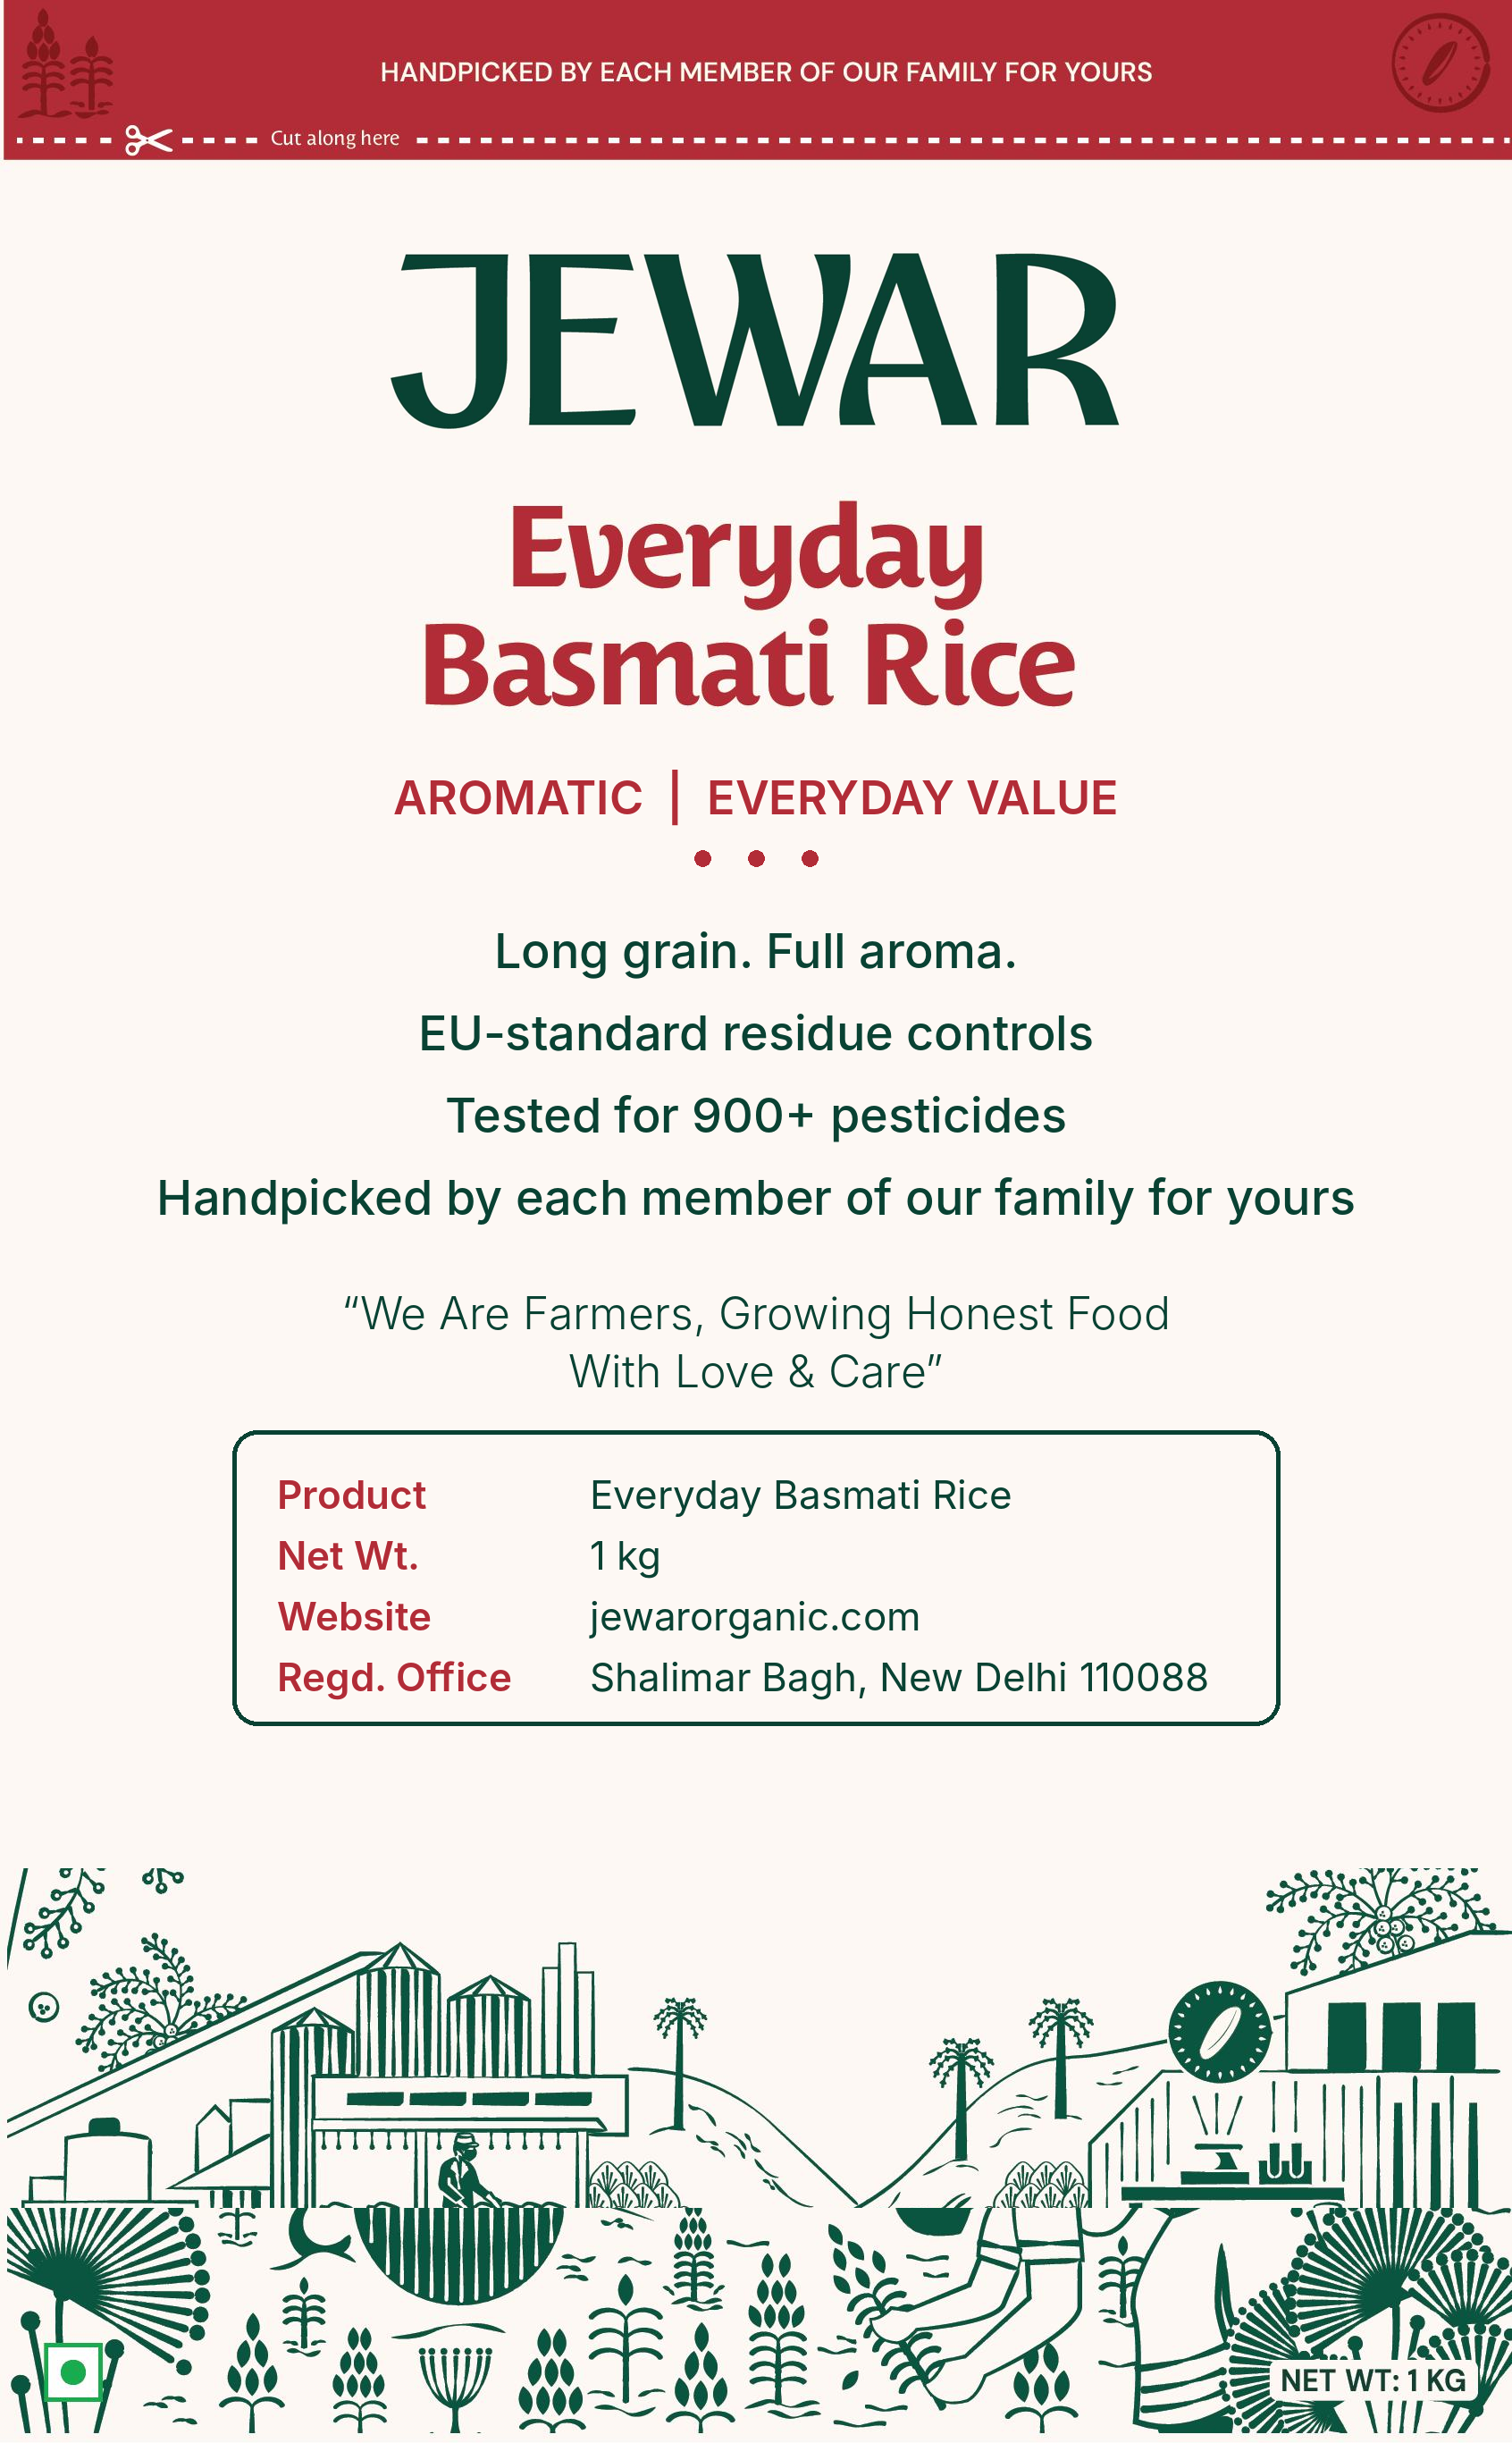 HANDPICKED BY EACH MEMBER OF OUR FAMILY FOR YOURS
Cut along here
JEWAR
Everyday
Basmati Rice
AROMATIC | EVERYDAY VALUE
Long grain. Full aroma.
EU-standard residue controls
Tested for 900+ pesticides
Handpicked by each member of our family for yours
“We Are Farmers, Growing Honest Food
With Love & Care”
Product Everyday Basmati Rice
Net Wt. 1 kg
Website jewarorganic.com
Regd. Office Shalimar Bagh, New Delhi 110088
NET WT: 1 KG